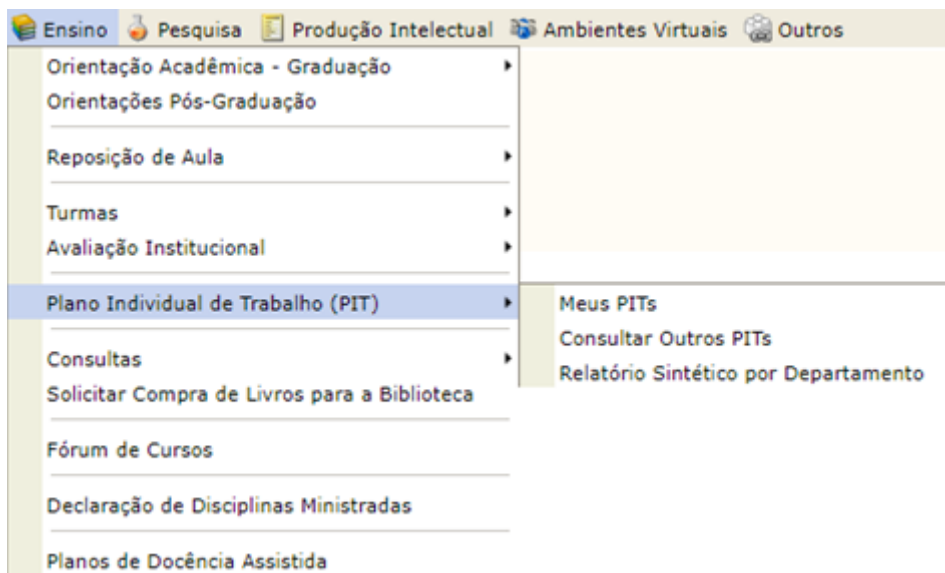 Ensino Pesquisa Produção Intelectual Ambientes Virtuais Outros
Orientação Acadêmica - Graduação
Orientações Pós-Graduação
Reposição de Aula
Turmas
Avaliação Institucional
Plano Individual de Trabalho (PIT)
Meus PITs
Consultar Outros PITs
Relatório Sintético por Departamento
Consultas
Solicitar Compra de Livros para a Biblioteca
Fórum de Cursos
Declaração de Disciplinas Ministradas
Planos de Docência Assistida